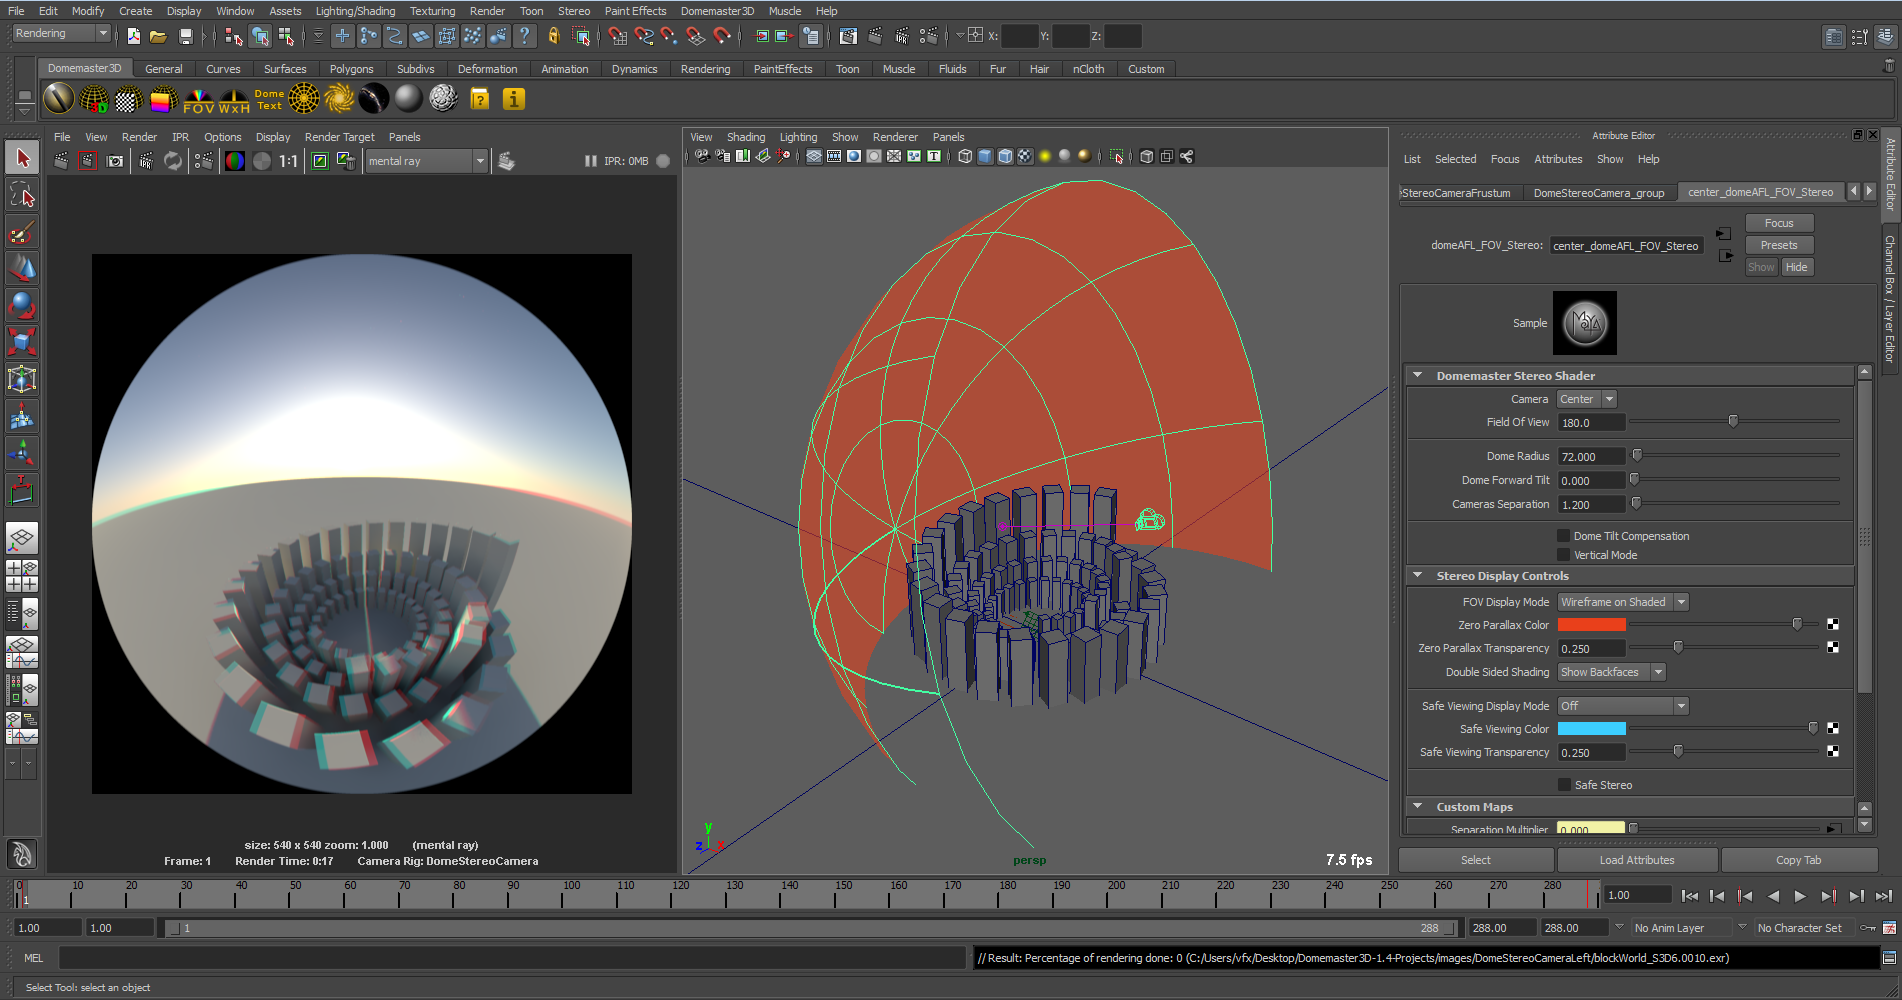 File Edit Modify Create Display Window Assets Lighting/Shading Texturing Render Toon Stereo Paint Effects Domemaster3D Muscle Help
Rendering X: Y: Z:
Domemaster3D General Curves Surfaces Polygons Subdivs Deformation Animation Dynamics Rendering PaintEffects Toon Muscle Fluids Fur Hair nCloth Custom
3D FOV WxH Dome Text ? i
File View Render IPR Options Display Render Target Panels
1:1 mental ray IPR: 0MB
View Shading Lighting Show Renderer Panels
Attribute Editor
List Selected Focus Attributes Show Help
StereoCameraFrustum DomeStereoCamera_group center_domeAFL_FOV_Stereo
Focus
domeAFL_FOV_Stereo: center_domeAFL_FOV_Stereo
Presets
Show Hide
Sample
MAYA
Domemaster Stereo Shader
Camera Center
Field Of View 180.0
Dome Radius 72.000
Dome Forward Tilt 0.000
Cameras Separation 1.200
Dome Tilt Compensation
Vertical Mode
Stereo Display Controls
FOV Display Mode Wireframe on Shaded
Zero Parallax Color
Zero Parallax Transparency 0.250
Double Sided Shading Show Backfaces
Safe Viewing Display Mode Off
Safe Viewing Color
Safe Viewing Transparency 0.250
Safe Stereo
Custom Maps
Separation Multiplier 0.000
Select Load Attributes Copy Tab
Attribute Editor
Channel Box / Layer Editor
size: 540 x 540 zoom: 1.000 (mental ray)
Frame: 1 Render Time: 0:17 Camera Rig: DomeStereoCamera
y z x
persp
7.5 fps
0 10 20 30 40 50 60 70 80 90 100 110 120 130 140 150 160 170 180 190 200 210 220 230 240 250 260 270 280
1
1.00
1.00 1.00 1 288 288.00 288.00 No Anim Layer No Character Set
MEL // Result: Percentage of rendering done: 0 (C:/Users/vfx/Desktop/Domemaster3D-1.4-Projects/images/DomeStereoCameraLeft/blockWorld_S3D6.0010.exr)
Select Tool: select an object